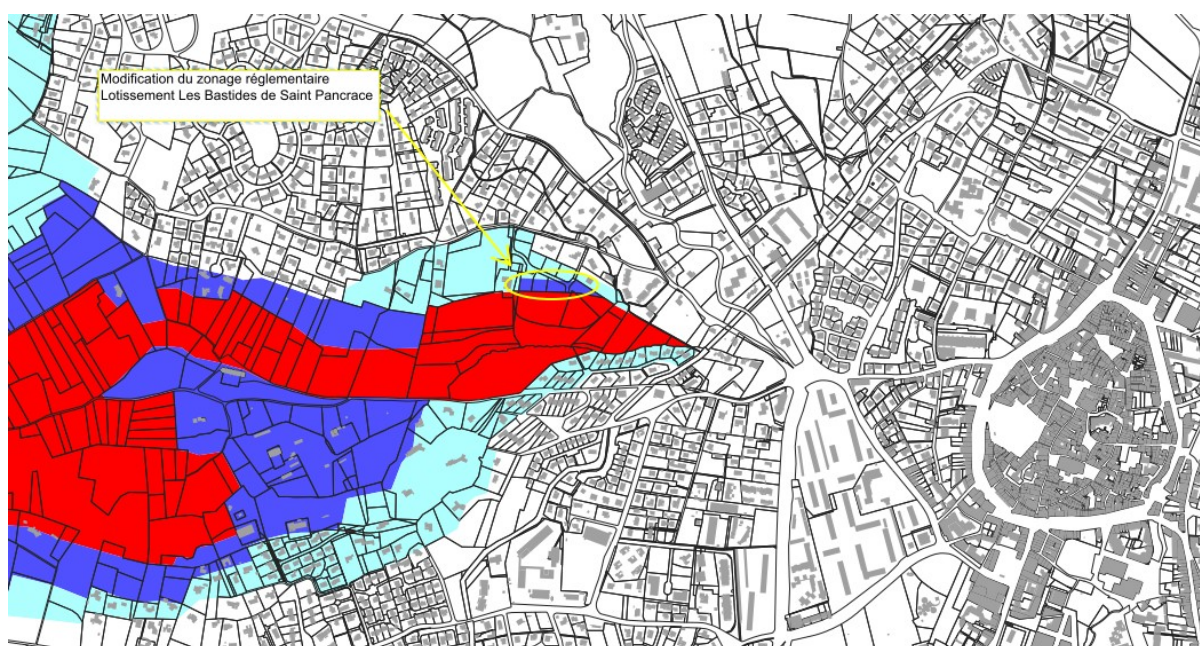 Modification du zonage réglementaire
Lotissement Les Bastides de Saint Pancrace